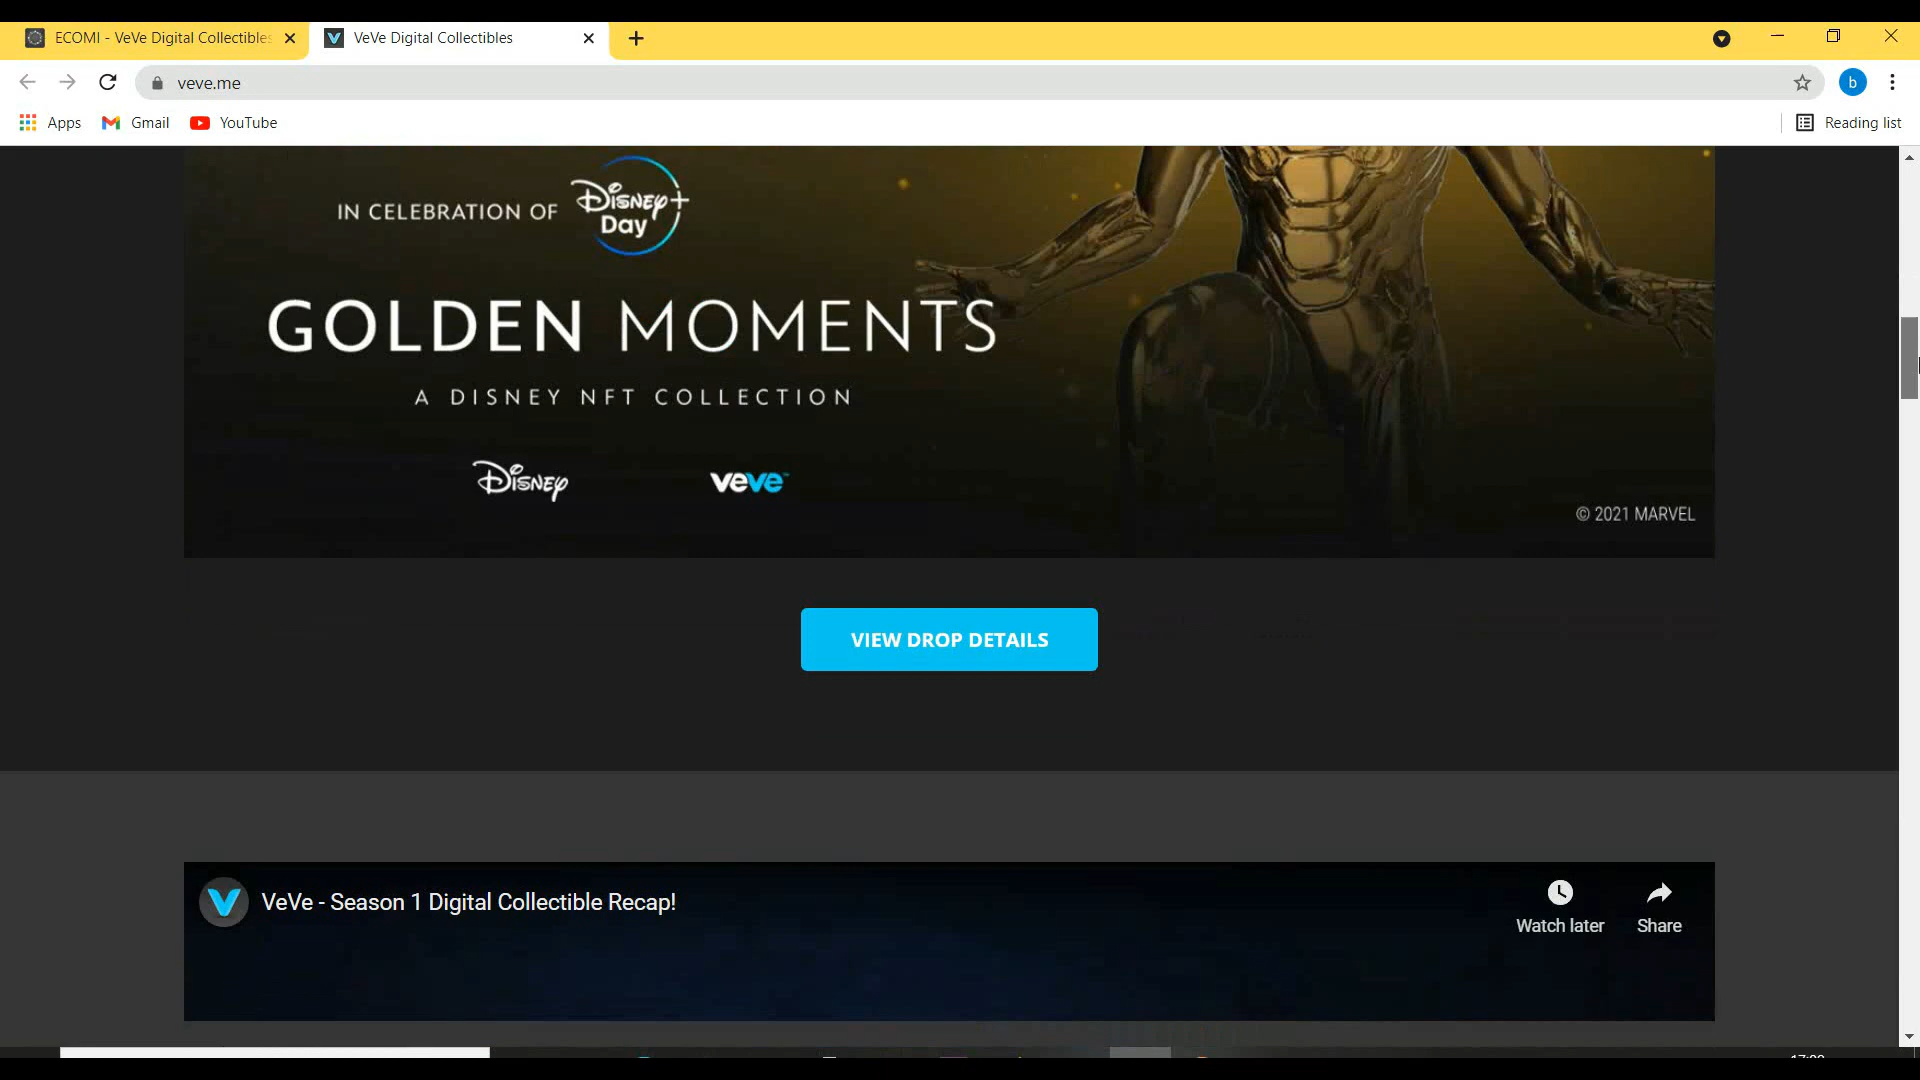 ECOMI - VeVe Digital Collectibles
VeVe Digital Collectibles
veve.me
b
Apps
Gmail
YouTube
Reading list
IN CELEBRATION OF
Disney+
Day
GOLDEN MOMENTS
A DISNEY NFT COLLECTION
Disney
veve
© 2021 MARVEL
VIEW DROP DETAILS
VeVe - Season 1 Digital Collectible Recap!
Watch later
Share